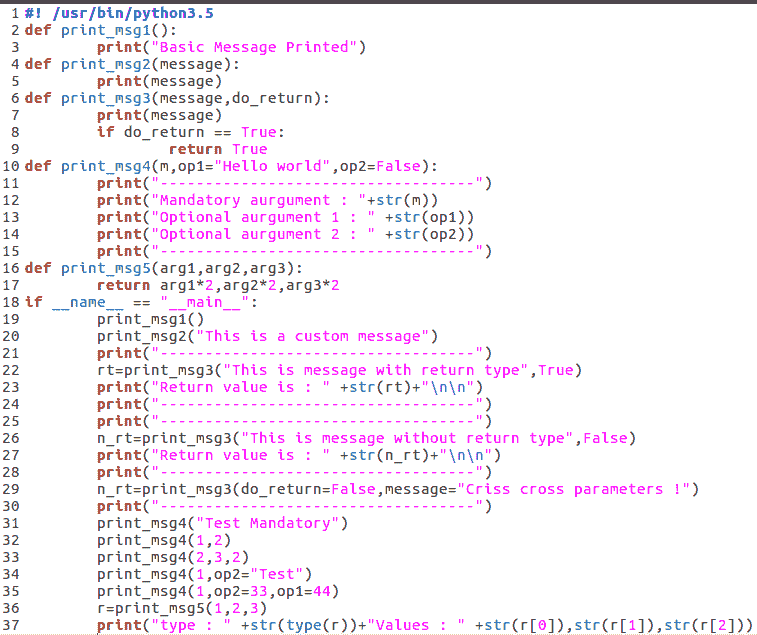 1 #! /usr/bin/python3.5
2 def print_msg1():
3         print("Basic Message Printed")
4 def print_msg2(message):
5         print(message)
6 def print_msg3(message,do_return):
7         print(message)
8         if do_return == True:
9                 return True
10 def print_msg4(m,op1="Hello world",op2=False):
11         print("-----------------------------------")
12         print("Mandatory aurgument : "+str(m))
13         print("Optional aurgument 1 : " +str(op1))
14         print("Optional aurgument 2 : " +str(op2))
15         print("-----------------------------------")
16 def print_msg5(arg1,arg2,arg3):
17         return arg1*2,arg2*2,arg3*2
18 if __name__ == "__main__":
19         print_msg1()
20         print_msg2("This is a custom message")
21         print("-----------------------------------")
22         rt=print_msg3("This is message with return type",True)
23         print("Return value is : " +str(rt)+"\n\n")
24         print("-----------------------------------")
25         print("-----------------------------------")
26         n_rt=print_msg3("This is message without return type",False)
27         print("Return value is : " +str(n_rt)+"\n\n")
28         print("-----------------------------------")
29         n_rt=print_msg3(do_return=False,message="Criss cross parameters !")
30         print("-----------------------------------")
31         print_msg4("Test Mandatory")
32         print_msg4(1,2)
33         print_msg4(2,3,2)
34         print_msg4(1,op2="Test")
35         print_msg4(1,op2=33,op1=44)
36         r=print_msg5(1,2,3)
37         print("type : " +str(type(r))+"Values : " +str(r[0]),str(r[1]),str(r[2]))